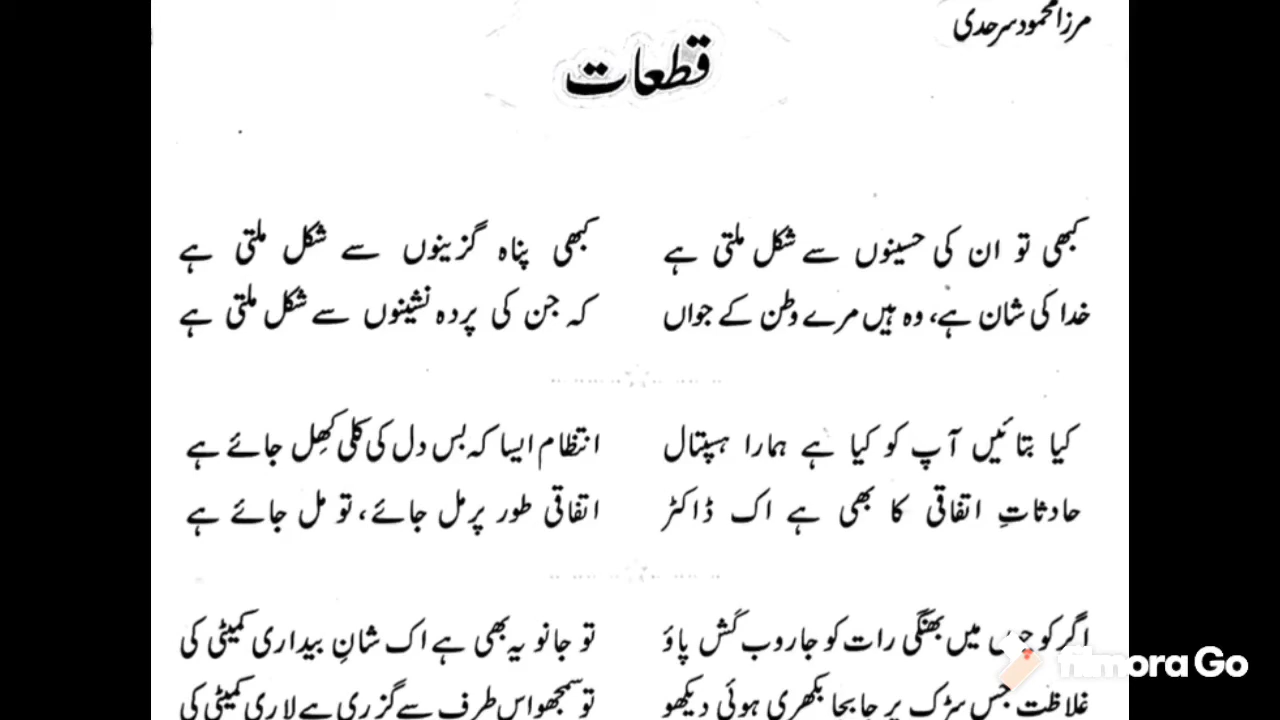 مرزا محمود سرحدی
قطعات
کبھی تو ان کی حسینوں سے شکل ملتی ہے کبھی پناہ گزینوں سے شکل ملتی ہے
خدا کی شان ہے، وہ ہیں مرے وطن کے جواں کہ جن کی پردہ نشینوں سے شکل ملتی ہے
کیا بتائیں آپ کو کیا ہے ہمارا ہسپتال انتظام ایسا کہ بس دل کی کلی کھِل جائے ہے
حادثاتِ اتفاقی کا بھی ہے اک ڈاکٹر اتفاقی طور پر مل جائے، تو مل جائے ہے
اگر کوچوں میں بھنگی رات کو جاروب کَش پاؤ تو جانو یہ بھی ہے اک شانِ بیداری کمیٹی کی
غلاظت جس سڑک پر جا بجا بکھری ہوئی دیکھو تو سمجھو اس طرف سے گزری ہے لاری کمیٹی کی
filmora Go